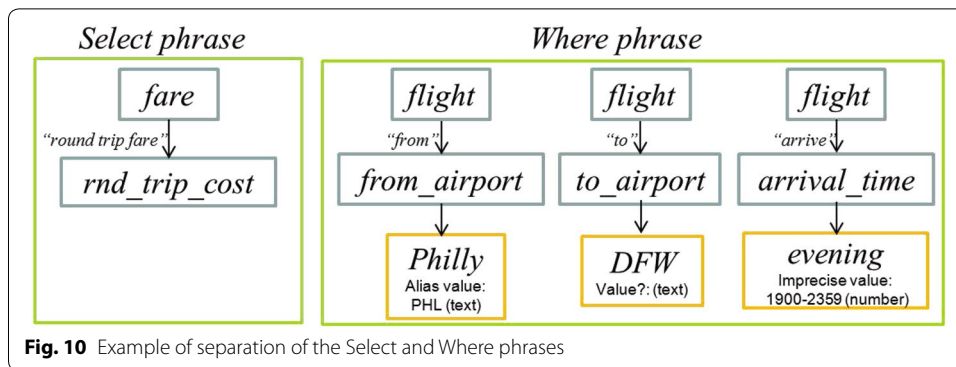 Select phrase
Where phrase
fare
"round trip fare"
rnd_trip_cost
flight
"from"
from_airport
Philly
Alias value:
PHL (text)
flight
"to"
to_airport
DFW
Value?: (text)
flight
"arrive"
arrival_time
evening
Imprecise value:
1900-2359 (number)
Fig. 10 Example of separation of the Select and Where phrases